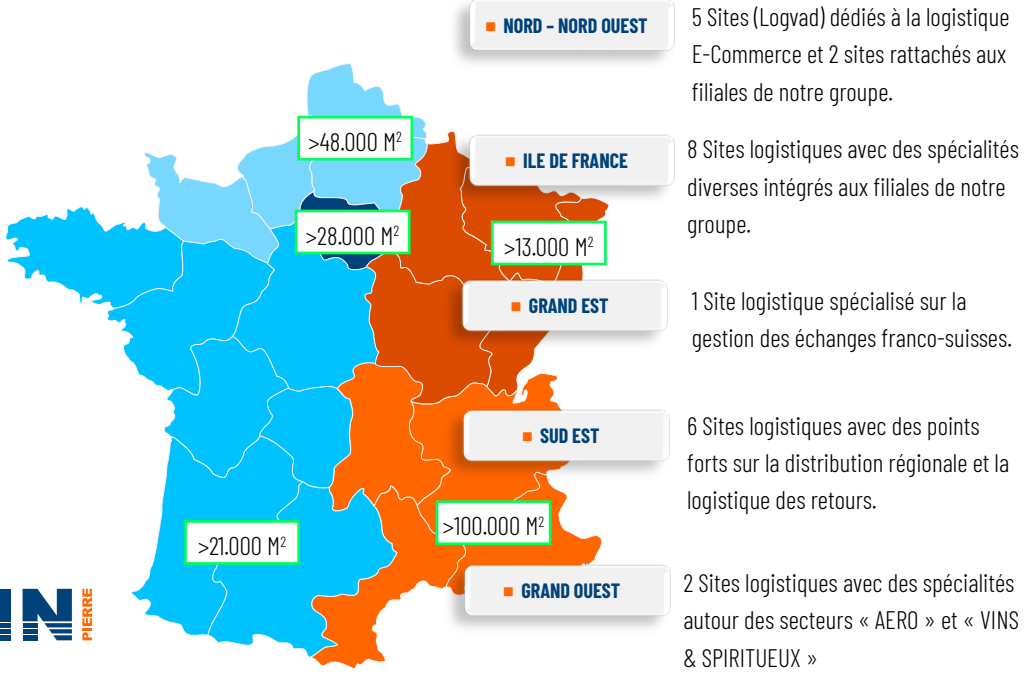 ■ NORD – NORD OUEST
5 Sites (Logvad) dédiés à la logistique
E-Commerce et 2 sites rattachés aux
filiales de notre groupe.
>48.000 M²
■ ILE DE FRANCE
8 Sites logistiques avec des spécialités
diverses intégrés aux filiales de notre
groupe.
>28.000 M²
>13.000 M²
■ GRAND EST
1 Site logistique spécialisé sur la
gestion des échanges franco-suisses.
■ SUD EST
6 Sites logistiques avec des points
forts sur la distribution régionale et la
logistique des retours.
>100.000 M²
>21.000 M²
■ GRAND OUEST
2 Sites logistiques avec des spécialités
autour des secteurs « AERO » et « VINS
& SPIRITUEUX »
IN
PIERRE